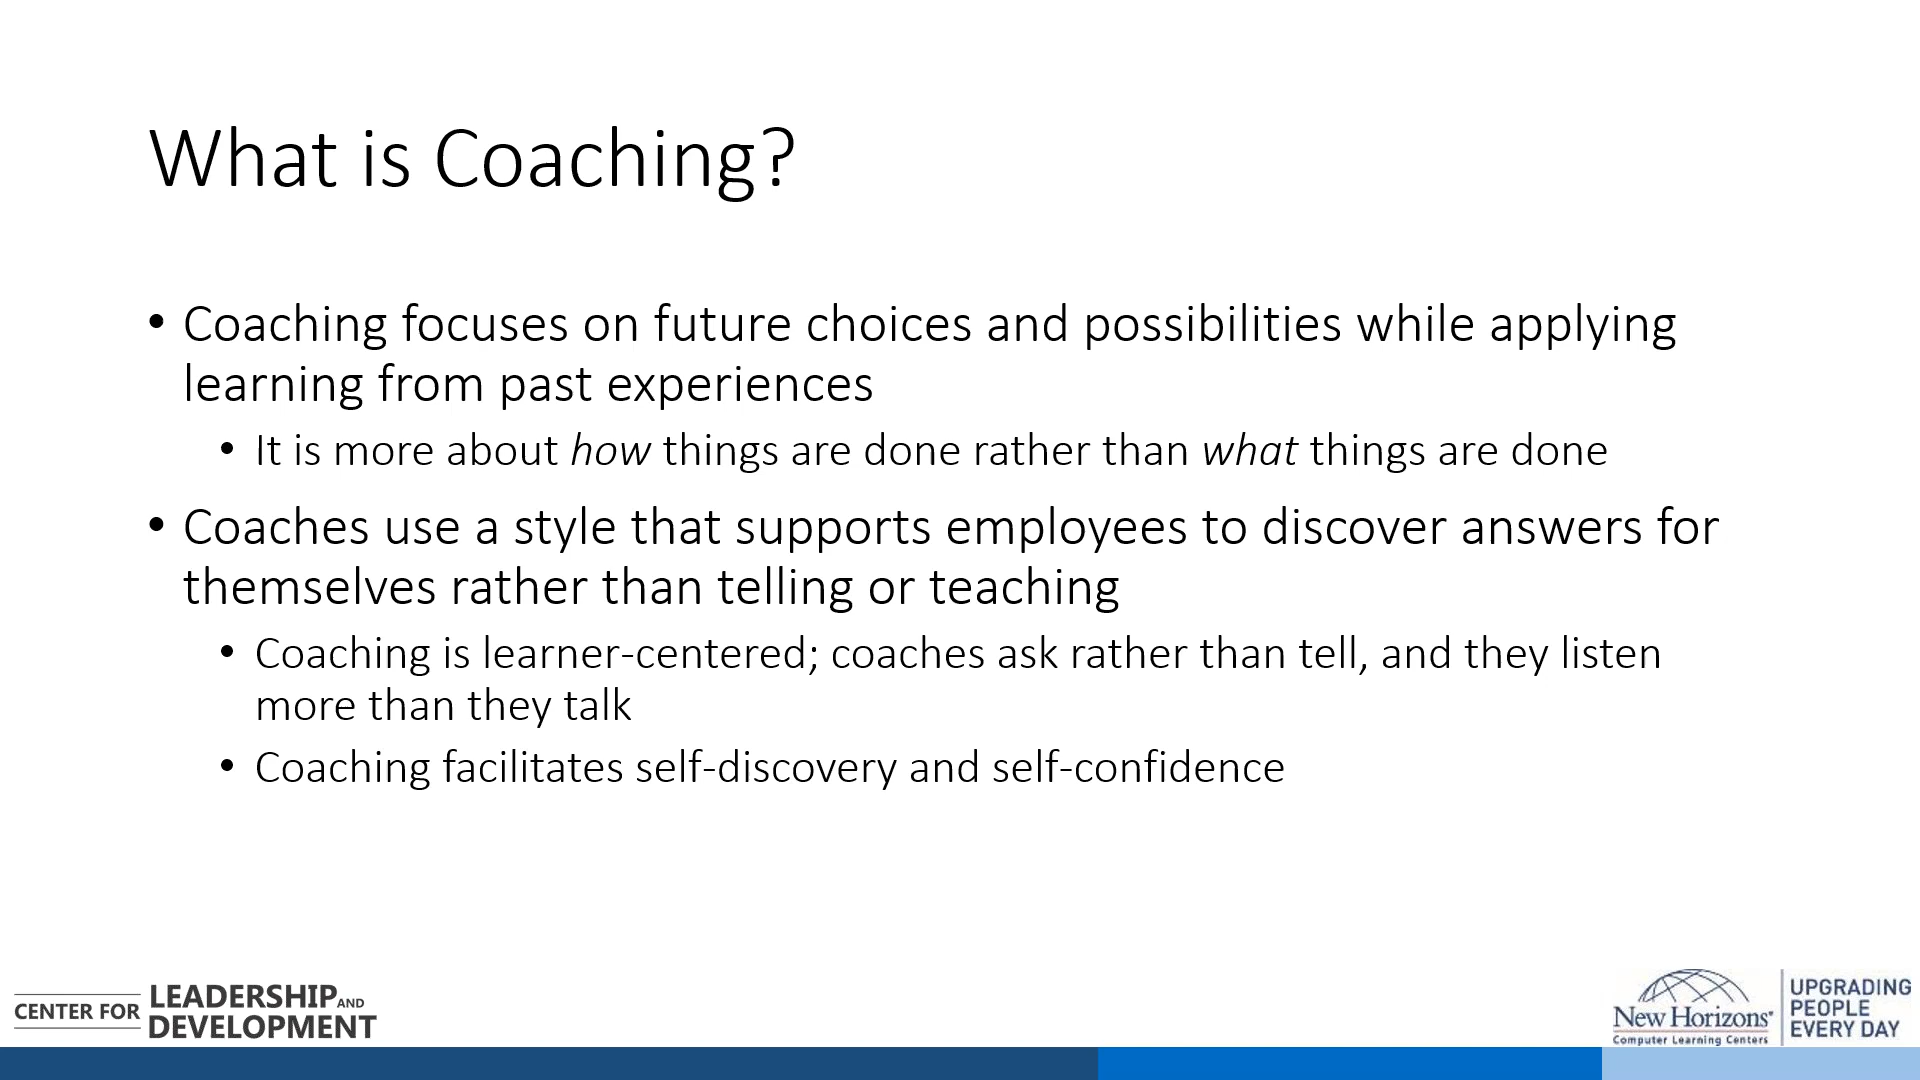 What is Coaching?
• Coaching focuses on future choices and possibilities while applying
learning from past experiences
• It is more about how things are done rather than what things are done
• Coaches use a style that supports employees to discover answers for
themselves rather than telling or teaching
• Coaching is learner-centered; coaches ask rather than tell, and they listen
more than they talk
• Coaching facilitates self-discovery and self-confidence
CENTER FOR LEADERSHIP AND
DEVELOPMENT
New Horizons®
Computer Learning Centers
UPGRADING
PEOPLE
EVERY DAY